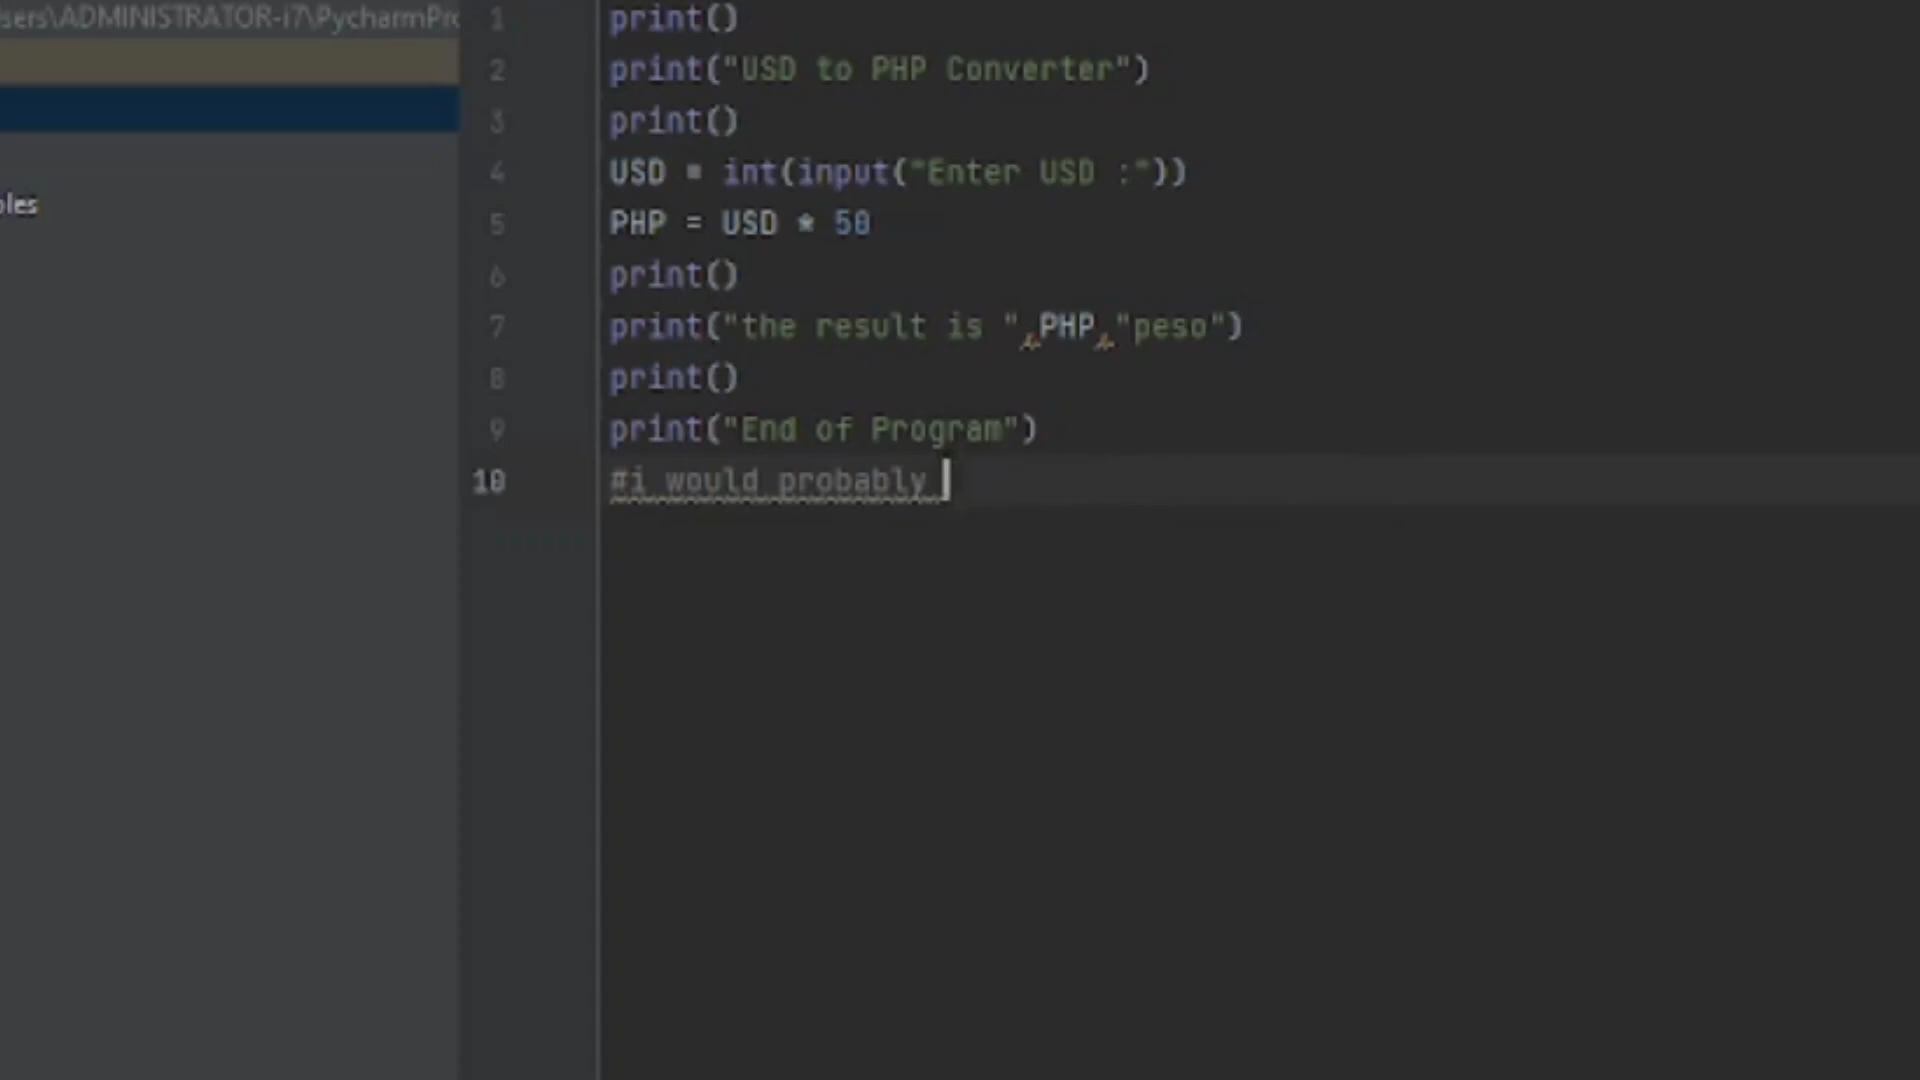 sers\ADMINISTRATOR-i7\PycharmPro
bles
1 print()
2 print("USD to PHP Converter")
3 print()
4 USD = int(input("Enter USD :"))
5 PHP = USD * 50
6 print()
7 print("the result is ",PHP,"peso")
8 print()
9 print("End of Program")
10 #i would probably